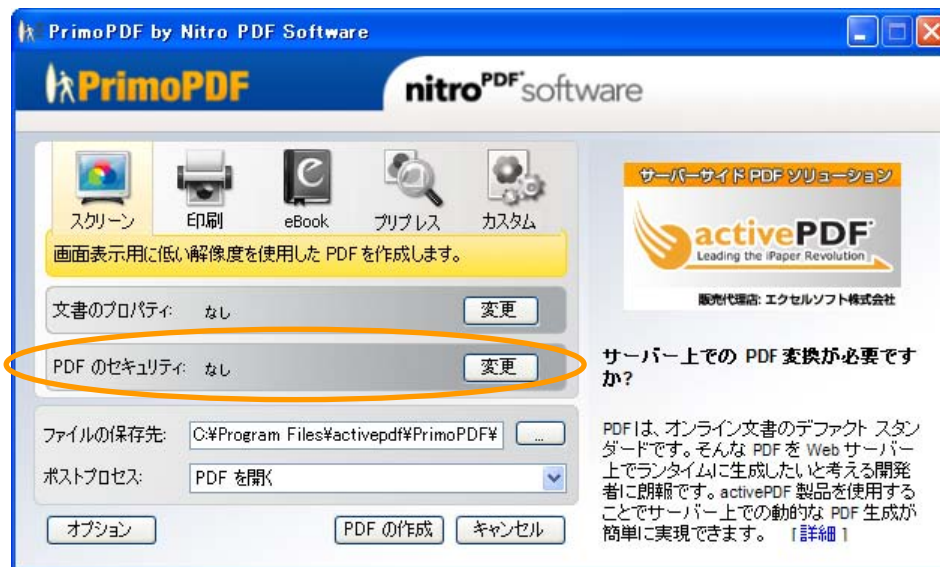 PrimoPDF by Nitro PDF Software
PrimoPDF
nitro PDF software
スクリーン
印刷
eBook
プリプレス
カスタム
画面表示用に低い解像度を使用した PDF を作成します。
文書のプロパティ: なし
変更
PDF のセキュリティ: なし
変更
ファイルの保存先: C:¥Program Files¥activepdf¥PrimoPDF¥
...
ポストプロセス: PDF を開く
オプション
PDF の作成
キャンセル
サーバーサイド PDF ソリューション
activePDF
Leading the iPaper Revolution
販売代理店: エクセルソフト株式会社
サーバー上での PDF 変換が必要です
か?
PDF は、オンライン文書のデファクト スタン
ダードです。そんな PDF を Web サーバー
上でランタイムに生成したいと考える開発
者に朗報です。activePDF 製品を使用する
ことでサーバー上での動的な PDF 生成が
簡単に実現できます。 [詳細]